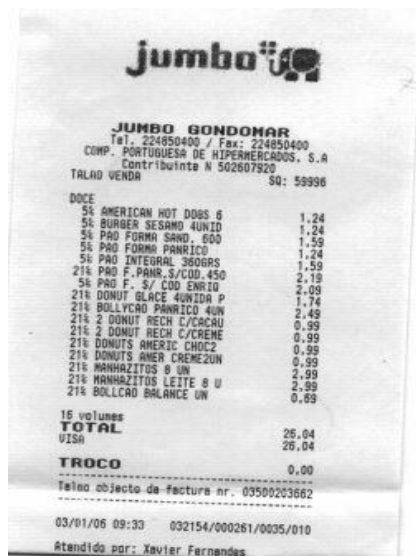 jumbo
JUMBO GONDOMAR
Tel. 224850400 / Fax: 224850400
COMP. PORTUGUESA DE HIPERMERCADOS, S.A
Contribuinte N 502607920
TALAO VENDA SQ: 59996
DOCE
5% AMERICAN HOT DOGS 6 1,24
5% BURGER SESAMO 4UNID 1,24
5% PAO FORMA SAND. 600 1,59
5% PAO FORMA PANRICO 1,24
5% PAO INTEGRAL 360GRS 1,59
21% PAO F.PANR.S/COD.450 2,19
5% PAO F. S/ COD ENRIQ 2,09
21% DONUT GLACE 4UNIDA P 1,74
21% BOLLYCAO PANRICO 4UN 2,49
21% 2 DONUT RECH C/CACAU 0,99
21% 2 DONUT RECH C/CREME 0,99
21% DONUTS AMERIC CHOC2 0,99
21% DONUTS AMER CREME2UN 0,99
21% MANHAZITOS 8 UN 2,99
21% MANHAZITOS LEITE 8 U 2,99
21% BOLLCAO BALANCE UN 0,69
16 volumes
TOTAL 26,04
VISA 26,04
TROCO 0,00
Talao objecto da factura nr. 03500203662
03/01/06 09:33 032154/000261/0035/010
Atendido por: Xavier Fernandes